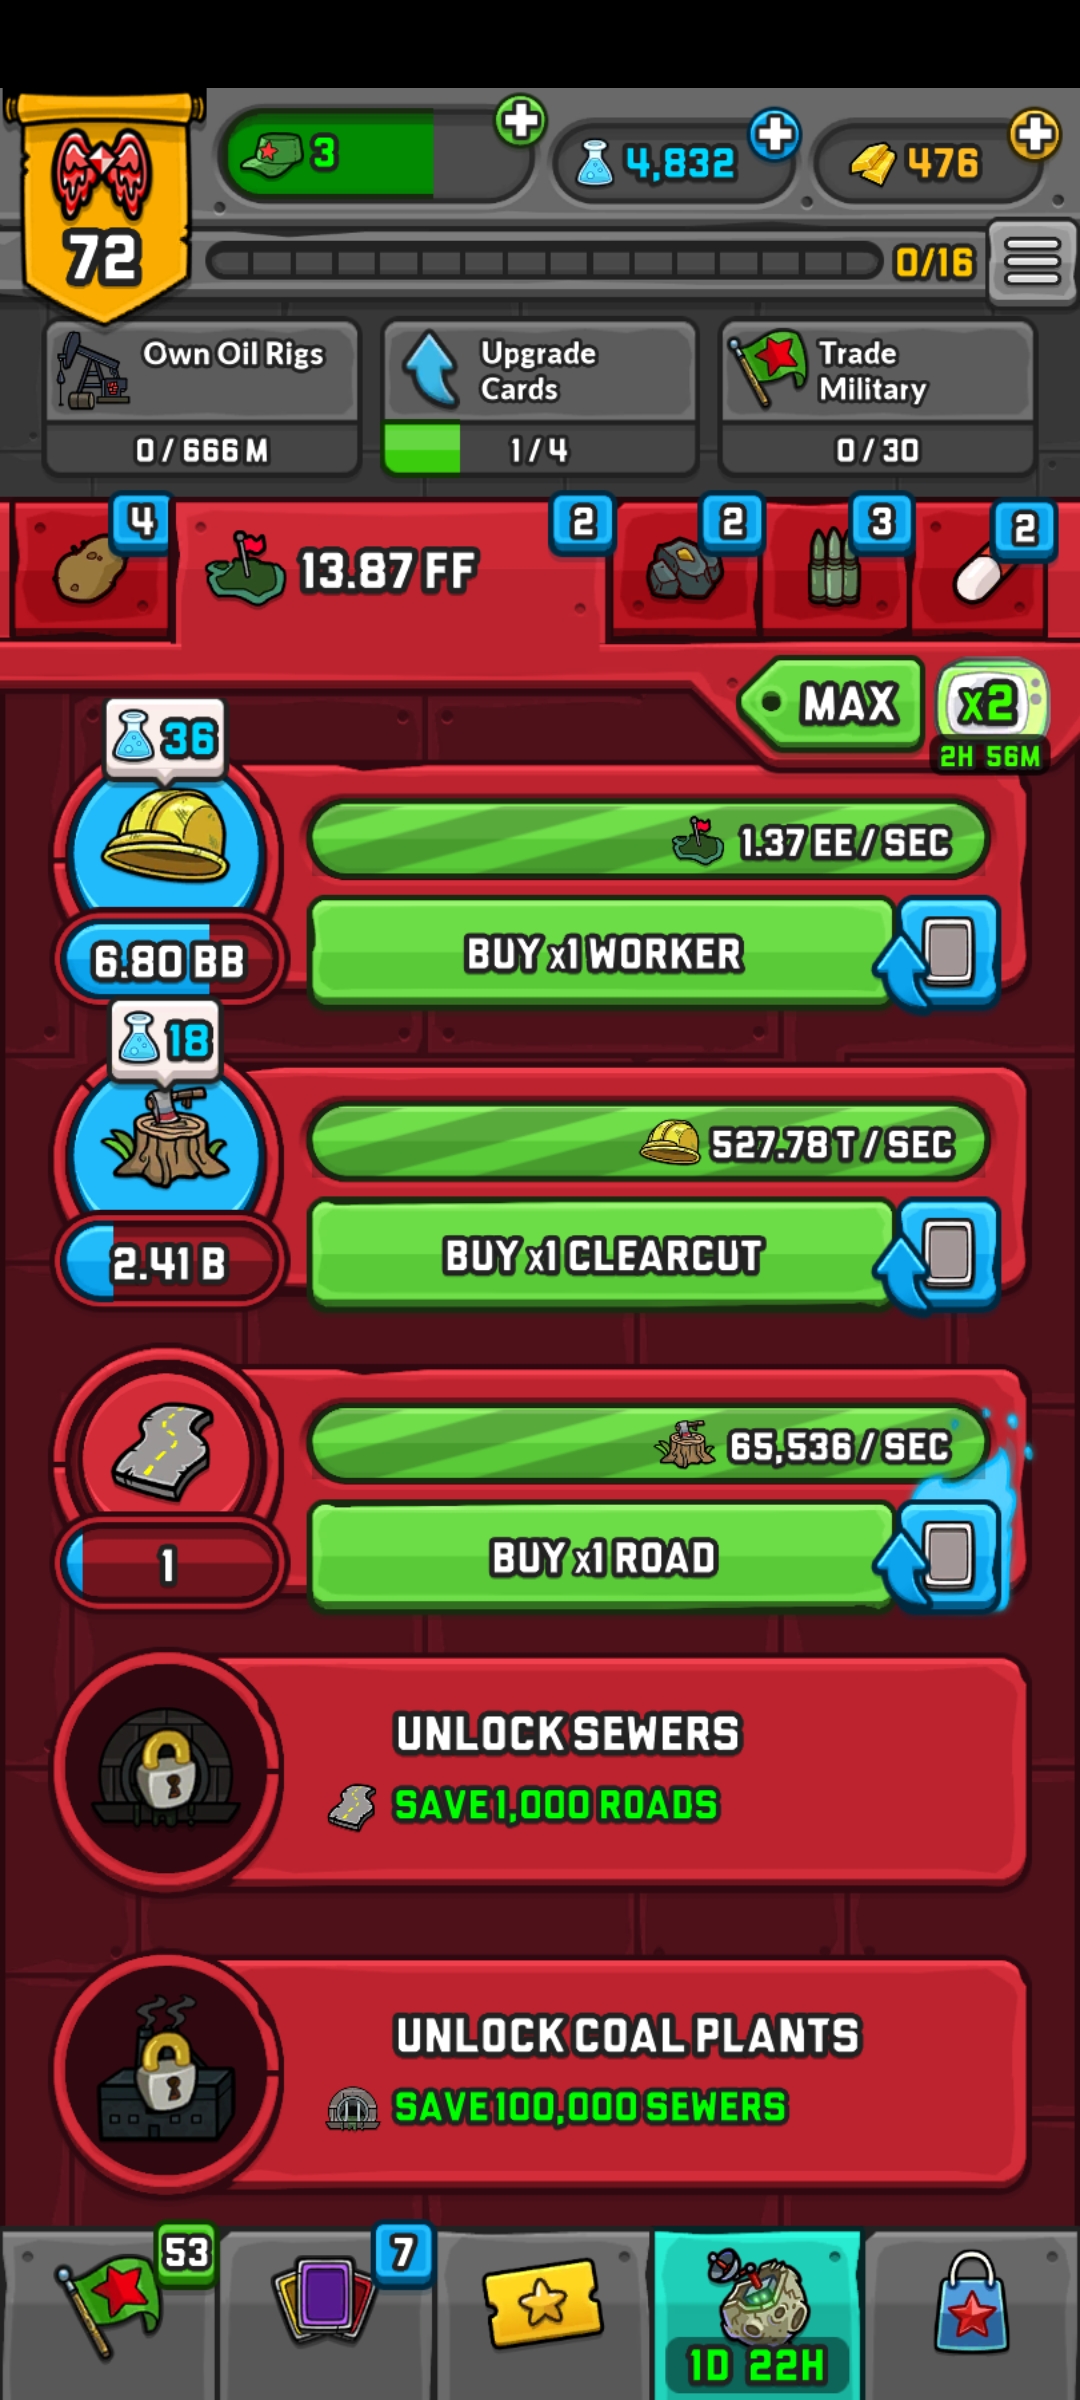 3
4,832
476
72
0/16
Own Oil Rigs
0 / 666 M
Upgrade
Cards
1 / 4
Trade
Military
0 / 30
4
13.87 FF
2
2
3
2
MAX
x2
2H 56M
36
1.37 EE / SEC
6.80 BB
BUY x1 WORKER
18
527.78 T / SEC
2.41 B
BUY x1 CLEARCUT
65,536 / SEC
1
BUY x1 ROAD
UNLOCK SEWERS
SAVE 1,000 ROADS
UNLOCK COAL PLANTS
SAVE 100,000 SEWERS
53
7
1D 22H